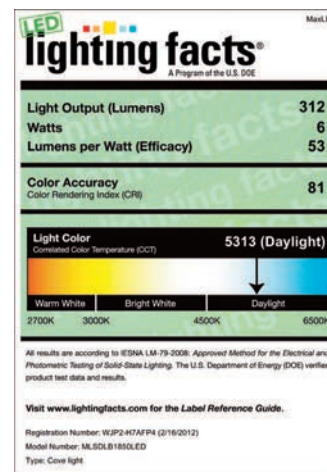 MaxLi
LED
lighting facts®
A Program of the U.S. DOE
Light Output (Lumens) 312
Watts 6
Lumens per Watt (Efficacy) 53
Color Accuracy 81
Color Rendering Index (CRI)
Light Color 5313 (Daylight)
Correlated Color Temperature (CCT)
Warm White Bright White Daylight
2700K 3000K 4500K 6500K
All results are according to IESNA LM-79-2008: Approved Method for the Electrical and
Photometric Testing of Solid-State Lighting. The U.S. Department of Energy (DOE) verifies
product test data and results.
Visit www.lightingfacts.com for the Label Reference Guide.
Registration Number: WJP2-H7AFP4 (2/16/2012)
Model Number: MLSDLB1850LED
Type: Cove light